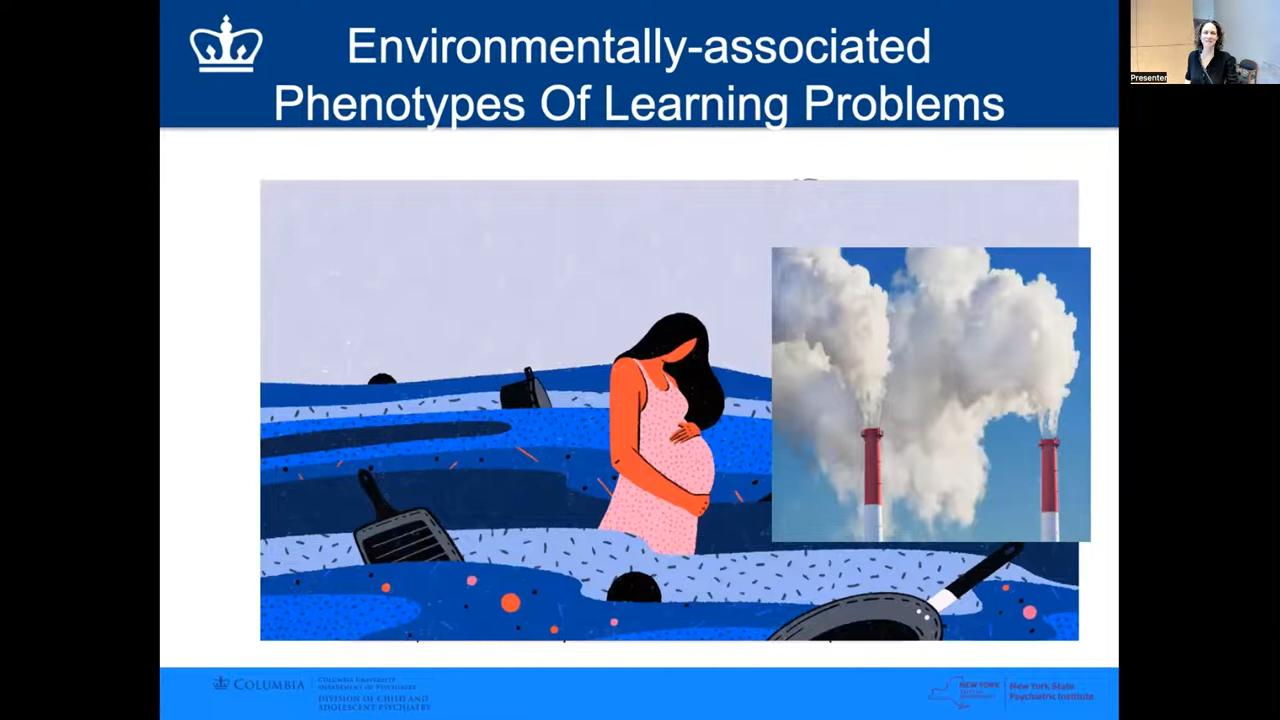 Environmentally-associated
Phenotypes Of Learning Problems
Presenter
COLUMBIA
COLUMBIA UNIVERSITY
DEPARTMENT OF PSYCHIATRY
DIVISION OF CHILD AND
ADOLESCENT PSYCHIATRY
NEW YORK
New York State
Psychiatric Institute